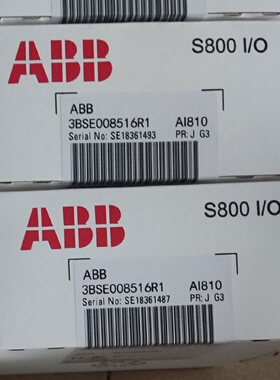 ABB
S800 I/O
ABB
3BSE008516R1 AI810
Serial No: SE18361493 PR: J G3
ABB
S800 I/O
ABB
3BSE008516R1 AI810
Serial No: SE18361487 PR: J G3